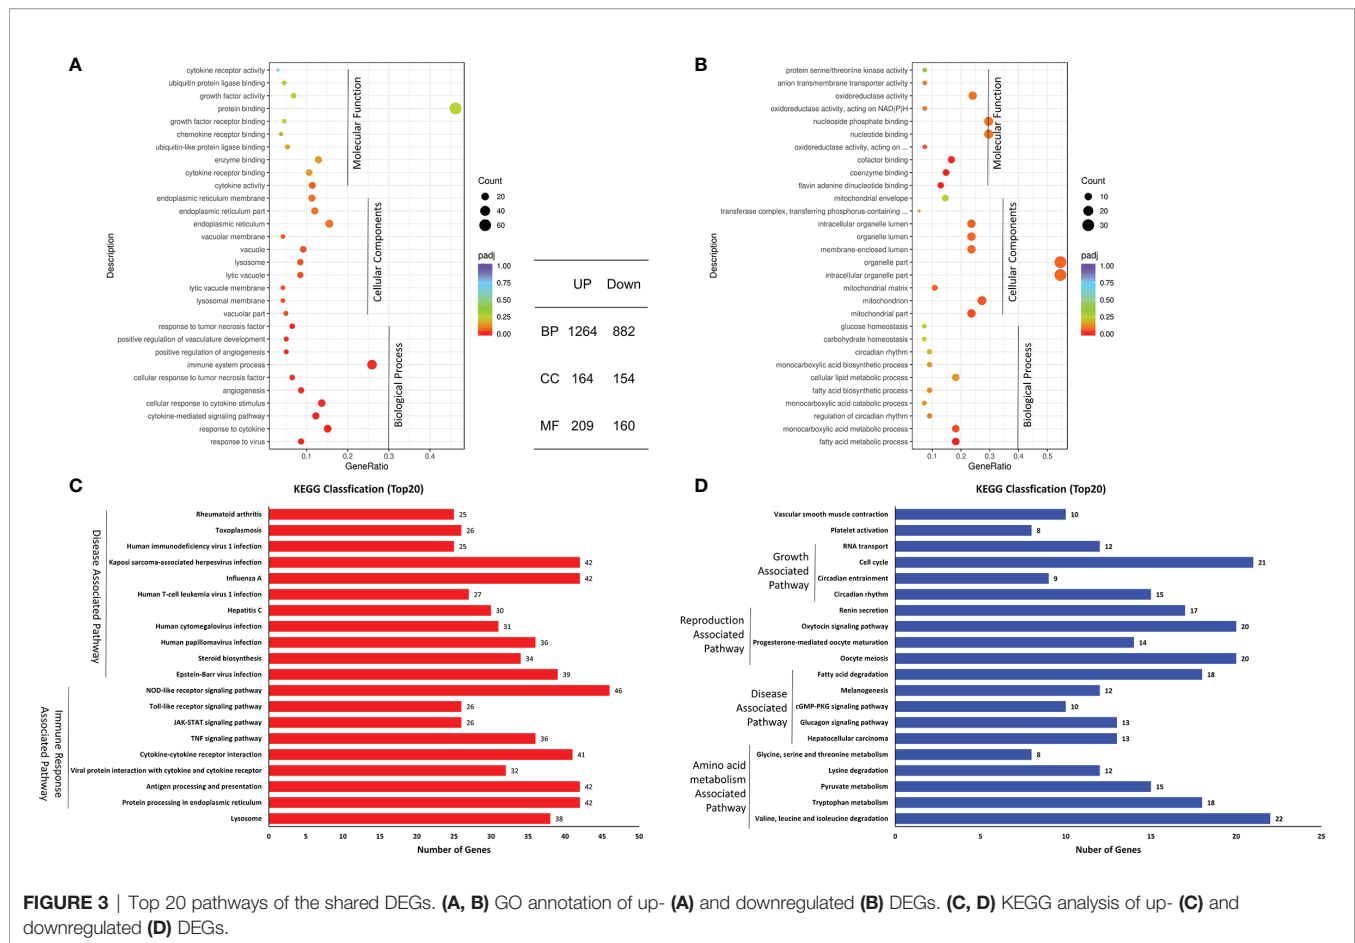 A
cytokine receptor activity
ubiquitin protein ligase binding
growth factor activity
protein binding
growth factor receptor binding
chemokine receptor binding
ubiquitin-like protein ligase binding
enzyme binding
cytokine receptor binding
cytokine activity
endoplasmic reticulum membrane
endoplasmic reticulum part
endoplasmic reticulum
vacuolar membrane
vacuole
lysosome
lytic vacuole
lytic vacuole membrane
lysosomal membrane
vacuolar part
response to tumor necrosis factor
positive regulation of vasculature development
positive regulation of angiogenesis
immune system process
cellular response to tumor necrosis factor
angiogenesis
cellular response to cytokine stimulus
cytokine-mediated signaling pathway
response to cytokine
response to virus
Description
Molecular Function
Cellular Components
Biological Process
0.1 0.2 0.3 0.4
GeneRatio
Count
20
40
60
padj
1.00
0.75
0.50
0.25
0.00
UP Down
BP 1264 882
CC 164 154
MF 209 160
B
protein serine/threonine kinase activity
anion transmembrane transporter activity
oxidoreductase activity
oxidoreductase activity, acting on NAD(P)H
nucleoside phosphate binding
nucleotide binding
oxidoreductase activity, acting on ...
cofactor binding
coenzyme binding
flavin adenine dinucleotide binding
mitochondrial envelope
transferase complex, transferring phosphorus-containing ...
intracellular organelle lumen
organelle lumen
membrane-enclosed lumen
organelle part
intracellular organelle part
mitochondrial matrix
mitochondrion
mitochondrial part
glucose homeostasis
carbohydrate homeostasis
circadian rhythm
monocarboxylic acid biosynthetic process
cellular lipid metabolic process
fatty acid biosynthetic process
monocarboxylic acid catabolic process
regulation of circadian rhythm
monocarboxylic acid metabolic process
fatty acid metabolic process
Description
Molecular Function
Cellular Components
Biological Process
0.1 0.2 0.3 0.4 0.5
GeneRatio
Count
10
20
30
padj
1.00
0.75
0.50
0.25
0.00
C
KEGG Classfication (Top20)
Disease Associated Pathway
Rheumatoid arthritis 25
Toxoplasmosis 26
Human immunodeficiency virus 1 infection 25
Kaposi sarcoma-associated herpesvirus infection 42
Influenza A 42
Human T-cell leukemia virus 1 infection 27
Hepatitis C 30
Human cytomegalovirus infection 31
Human papillomavirus infection 36
Steroid biosynthesis 34
Epstein-Barr virus infection 39
Immune Response
Associated Pathway
NOD-like receptor signaling pathway 46
Toll-like receptor signaling pathway 26
JAK-STAT signaling pathway 26
TNF signaling pathway 36
Cytokine-cytokine receptor interaction 41
Viral protein interaction with cytokine and cytokine receptor 32
Antigen processing and presentation 42
Protein processing in endoplasmic reticulum 42
Lysosome 38
0 5 10 15 20 25 30 35 40 45 50
Number of Genes
D
KEGG Classfication (Top20)
Vascular smooth muscle contraction 10
Platelet activation 8
Growth
Associated
Pathway
RNA transport 12
Cell cycle 21
Circadian entrainment 9
Circadian rhythm 15
Reproduction
Associated
Pathway
Renin secretion 17
Oxytocin signaling pathway 20
Progesterone-mediated oocyte maturation 14
Oocyte meiosis 20
Disease
Associated
Pathway
Fatty acid degradation 18
Melanogenesis 12
cGMP-PKG signaling pathway 10
Glucagon signaling pathway 13
Hepatocellular carcinoma 13
Amino acid
metabolism
Associated
Pathway
Glycine, serine and threonine metabolism 8
Lysine degradation 12
Pyruvate metabolism 15
Tryptophan metabolism 18
Valine, leucine and isoleucine degradation 22
0 5 10 15 20 25
Nuber of Genes
FIGURE 3 | Top 20 pathways of the shared DEGs. (A, B) GO annotation of up- (A) and downregulated (B) DEGs. (C, D) KEGG analysis of up- (C) and
downregulated (D) DEGs.